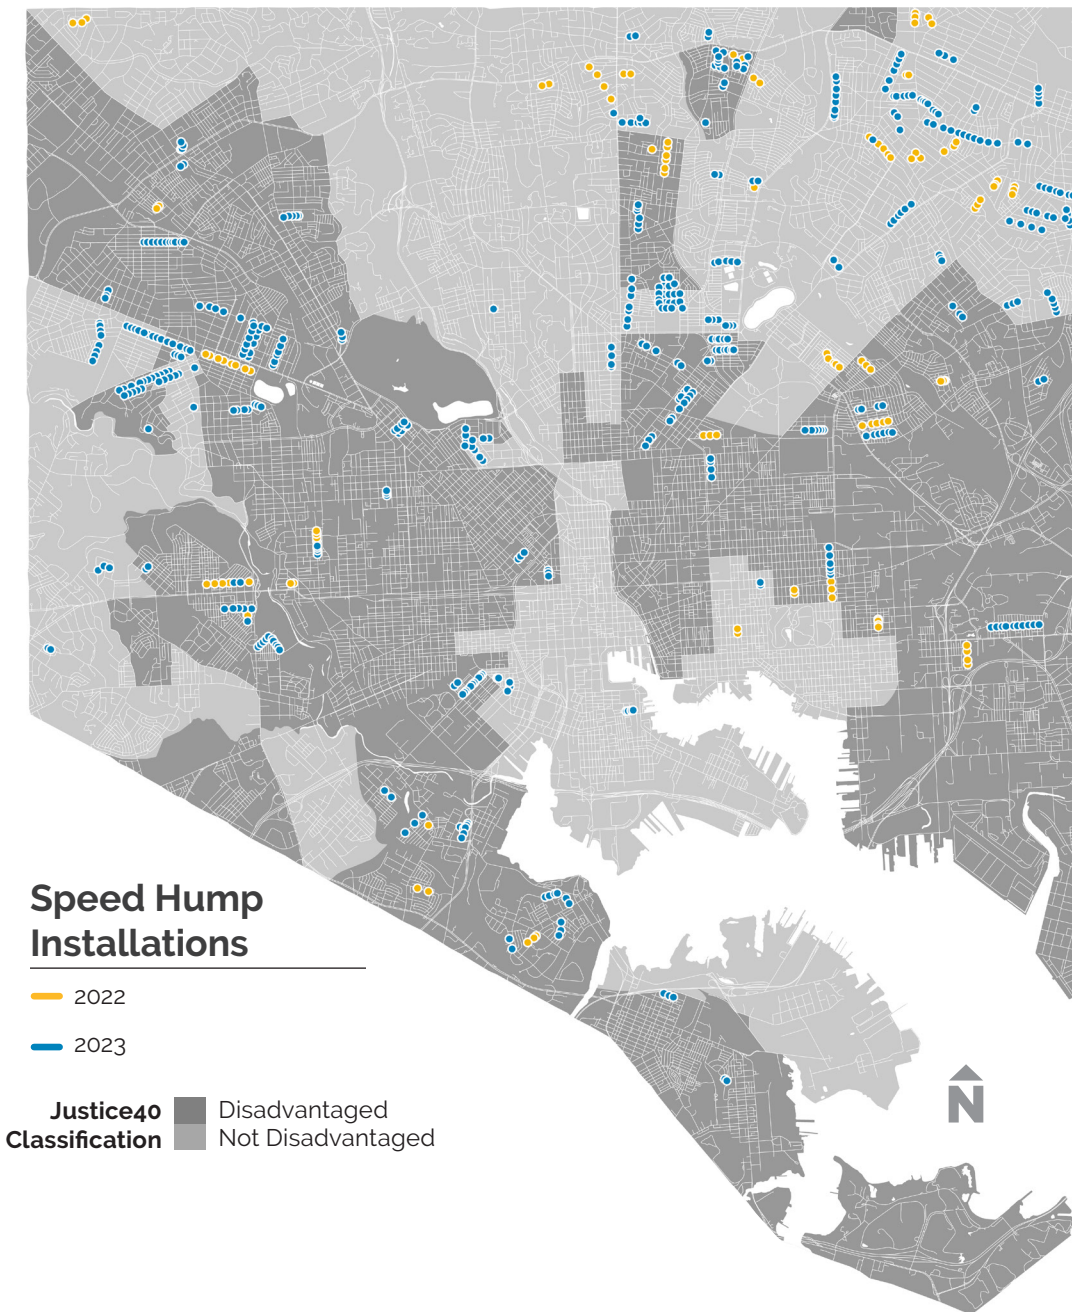 Speed Hump
Installations
2022
2023
Justice40
Classification
Disadvantaged
Not Disadvantaged
N